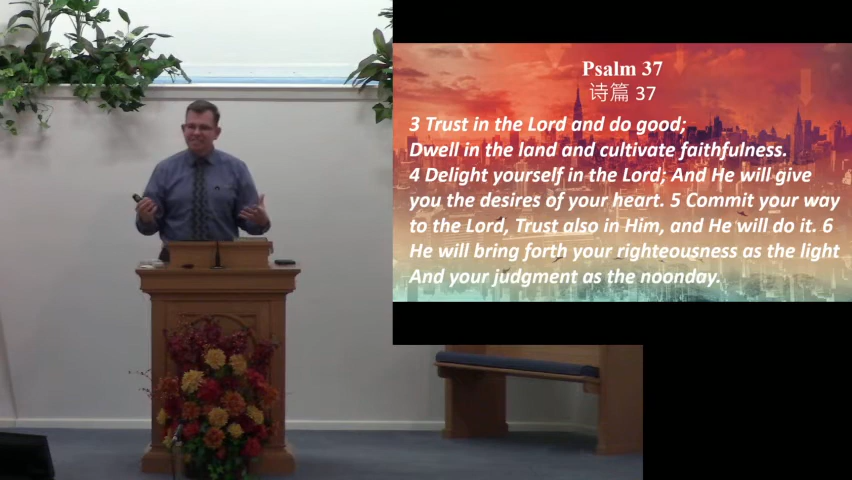 Psalm 37
诗篇 37
3 Trust in the Lord and do good;
Dwell in the land and cultivate faithfulness.
4 Delight yourself in the Lord; And He will give
you the desires of your heart. 5 Commit your way
to the Lord, Trust also in Him, and He will do it. 6
He will bring forth your righteousness as the light
And your judgment as the noonday.